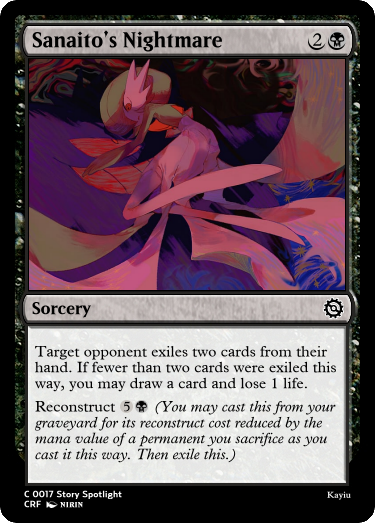 Sanaito's Nightmare 2
Sorcery
Target opponent exiles two cards from their
hand. If fewer than two cards were exiled this
way, you may draw a card and lose 1 life.
Reconstruct 5 (You may cast this from your
graveyard for its reconstruct cost reduced by the
mana value of a permanent you sacrifice as you
cast it this way. Then exile this.)
C 0017 Story Spotlight
CRF NIRIN Kayiu